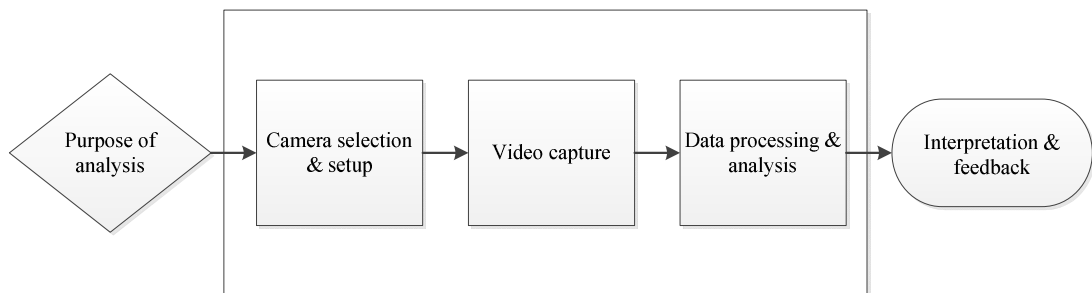 Purpose of
analysis
Camera selection
& setup
Video capture
Data processing &
analysis
Interpretation &
feedback